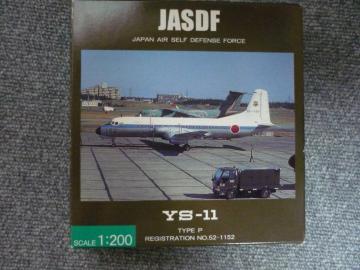 JASDF
JAPAN AIR SELF DEFENSE FORCE
YS-11
TYPE P
REGISTRATION NO.52-1152
SCALE 1:200